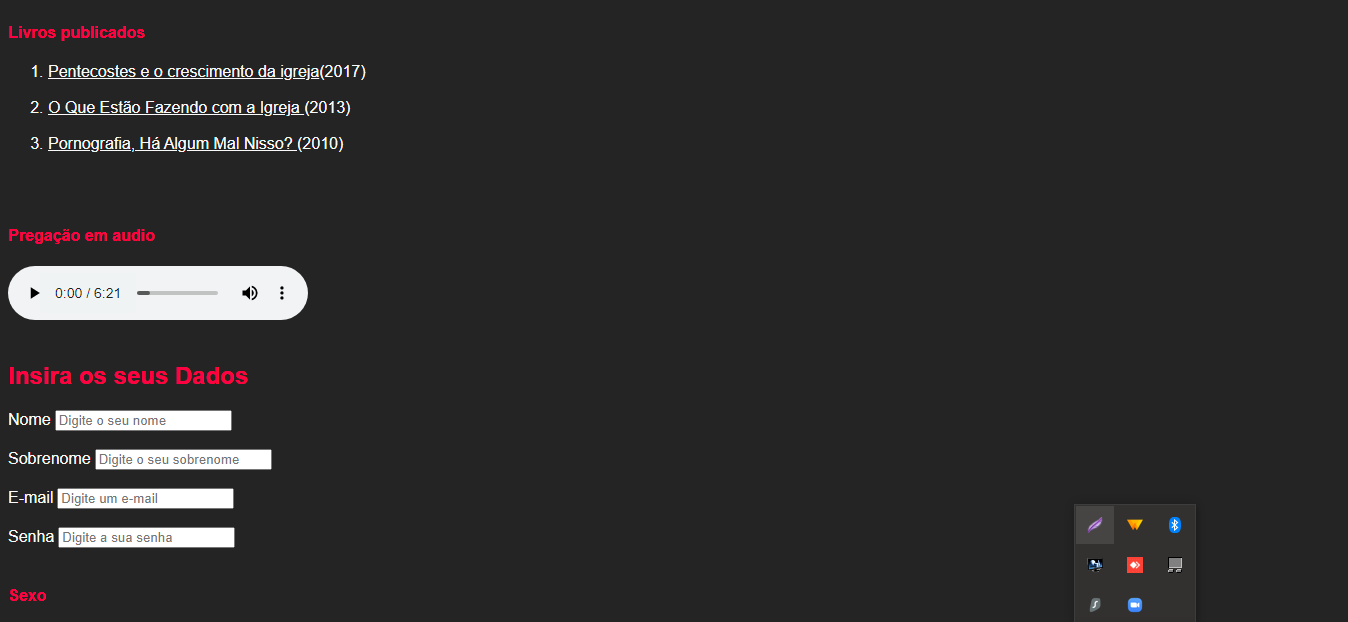 Livros publicados
1. Pentecostes e o crescimento da igreja(2017)
2. O Que Estão Fazendo com a Igreja (2013)
3. Pornografia, Há Algum Mal Nisso? (2010)
Pregação em audio
0:00 / 6:21
Insira os seus Dados
Nome Digite o seu nome
Sobrenome Digite o seu sobrenome
E-mail Digite um e-mail
Senha Digite a sua senha
Sexo